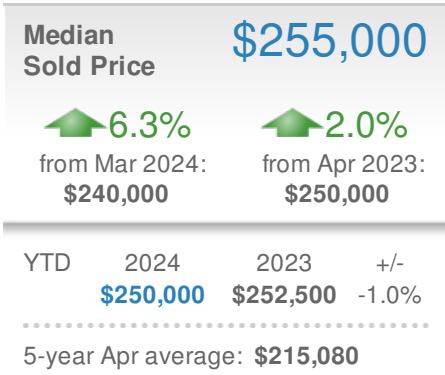 Median $255,000
Sold Price
6.3% 2.0%
from Mar 2024: from Apr 2023:
$240,000 $250,000
YTD 2024 2023 +/-
$250,000 $252,500 -1.0%
5-year Apr average: $215,080